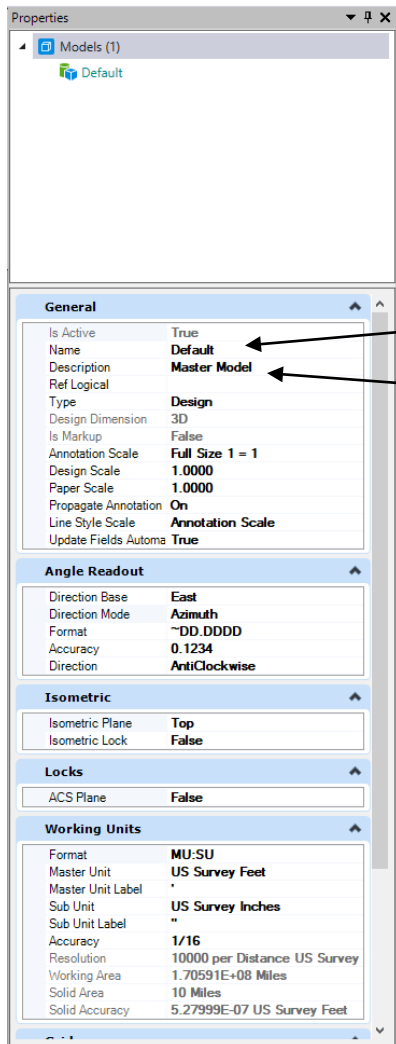 Properties
Models (1)
Default
General
Is Active True
Name Default
Description Master Model
Ref Logical
Type Design
Design Dimension 3D
Is Markup False
Annotation Scale Full Size 1 = 1
Design Scale 1.0000
Paper Scale 1.0000
Propagate Annotation On
Line Style Scale Annotation Scale
Update Fields Automa True
Angle Readout
Direction Base East
Direction Mode Azimuth
Format ~DD.DDDD
Accuracy 0.1234
Direction AntiClockwise
Isometric
Isometric Plane Top
Isometric Lock False
Locks
ACS Plane False
Working Units
Format MU:SU
Master Unit US Survey Feet
Master Unit Label '
Sub Unit US Survey Inches
Sub Unit Label "
Accuracy 1/16
Resolution 10000 per Distance US Survey
Working Area 1.70591E+08 Miles
Solid Area 10 Miles
Solid Accuracy 5.27999E-07 US Survey Feet